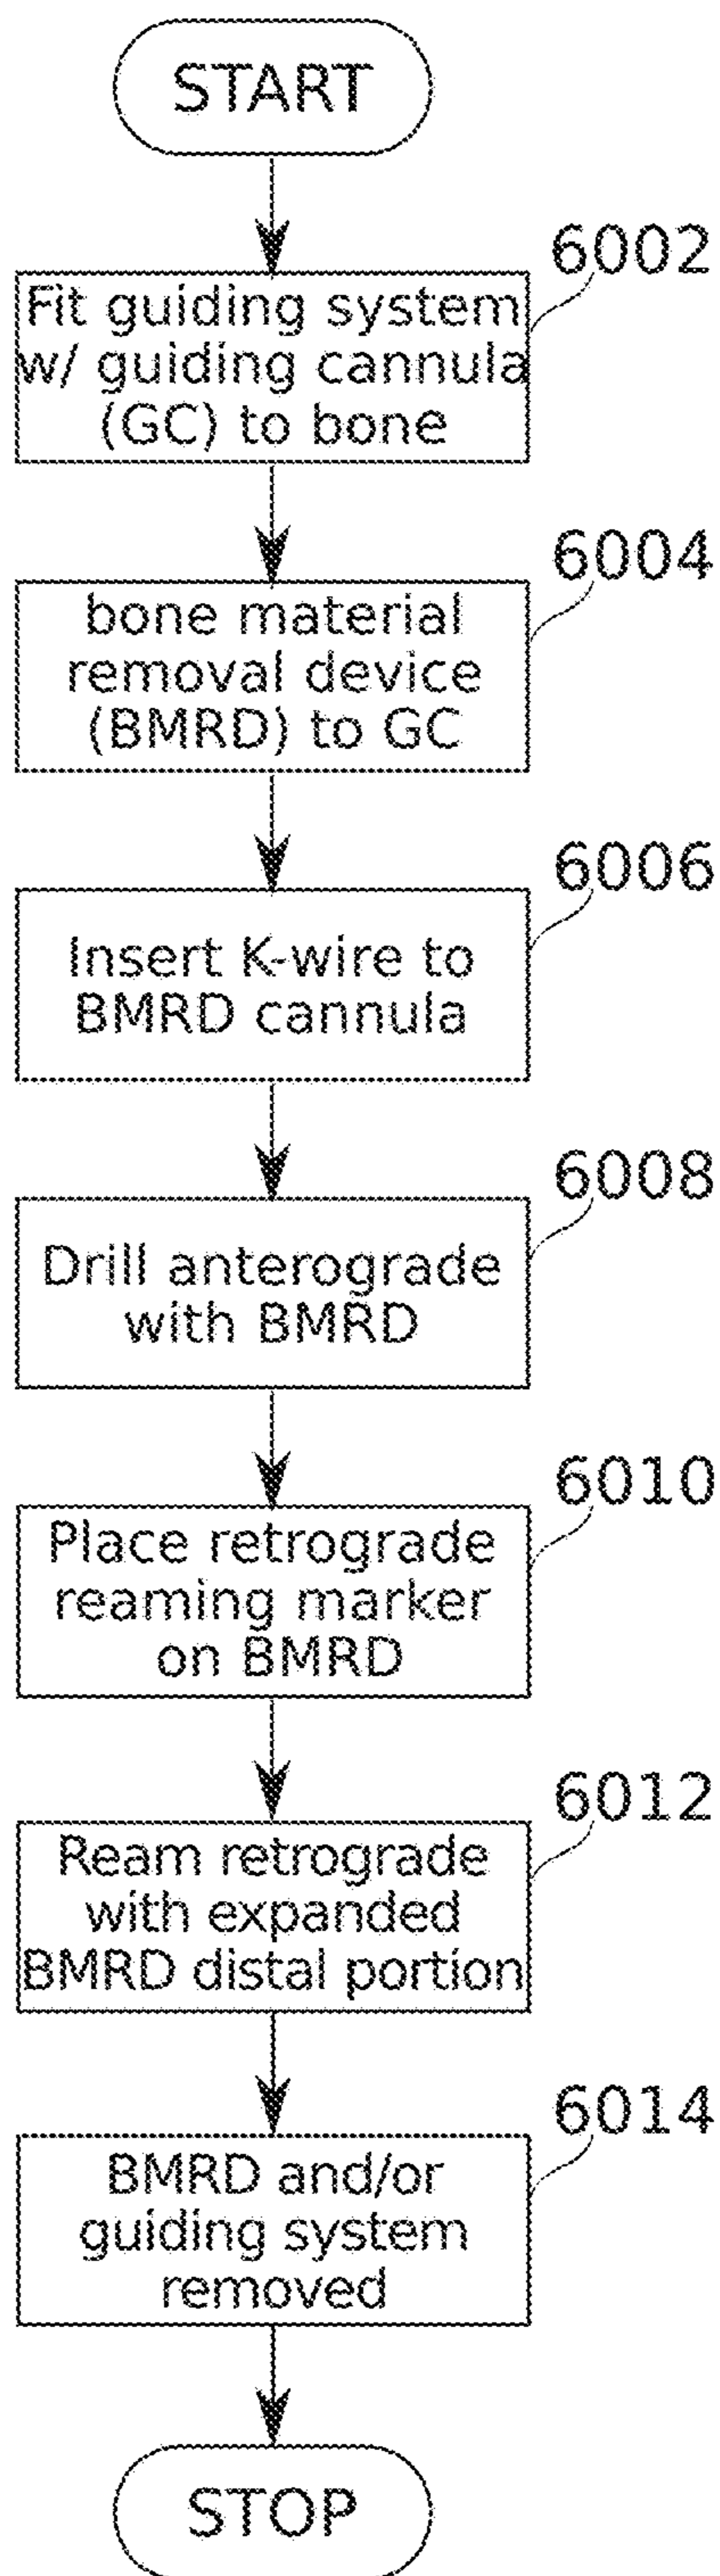 START
6002
Fit guiding system
w/ guiding cannula
(GC) to bone
6004
bone material
removal device
(BMRD) to GC
6006
Insert K-wire to
BMRD cannula
6008
Drill anterograde
with BMRD
6010
Place retrograde
reaming marker
on BMRD
6012
Ream retrograde
with expanded
BMRD distal portion
6014
BMRD and/or
guiding system
removed
STOP